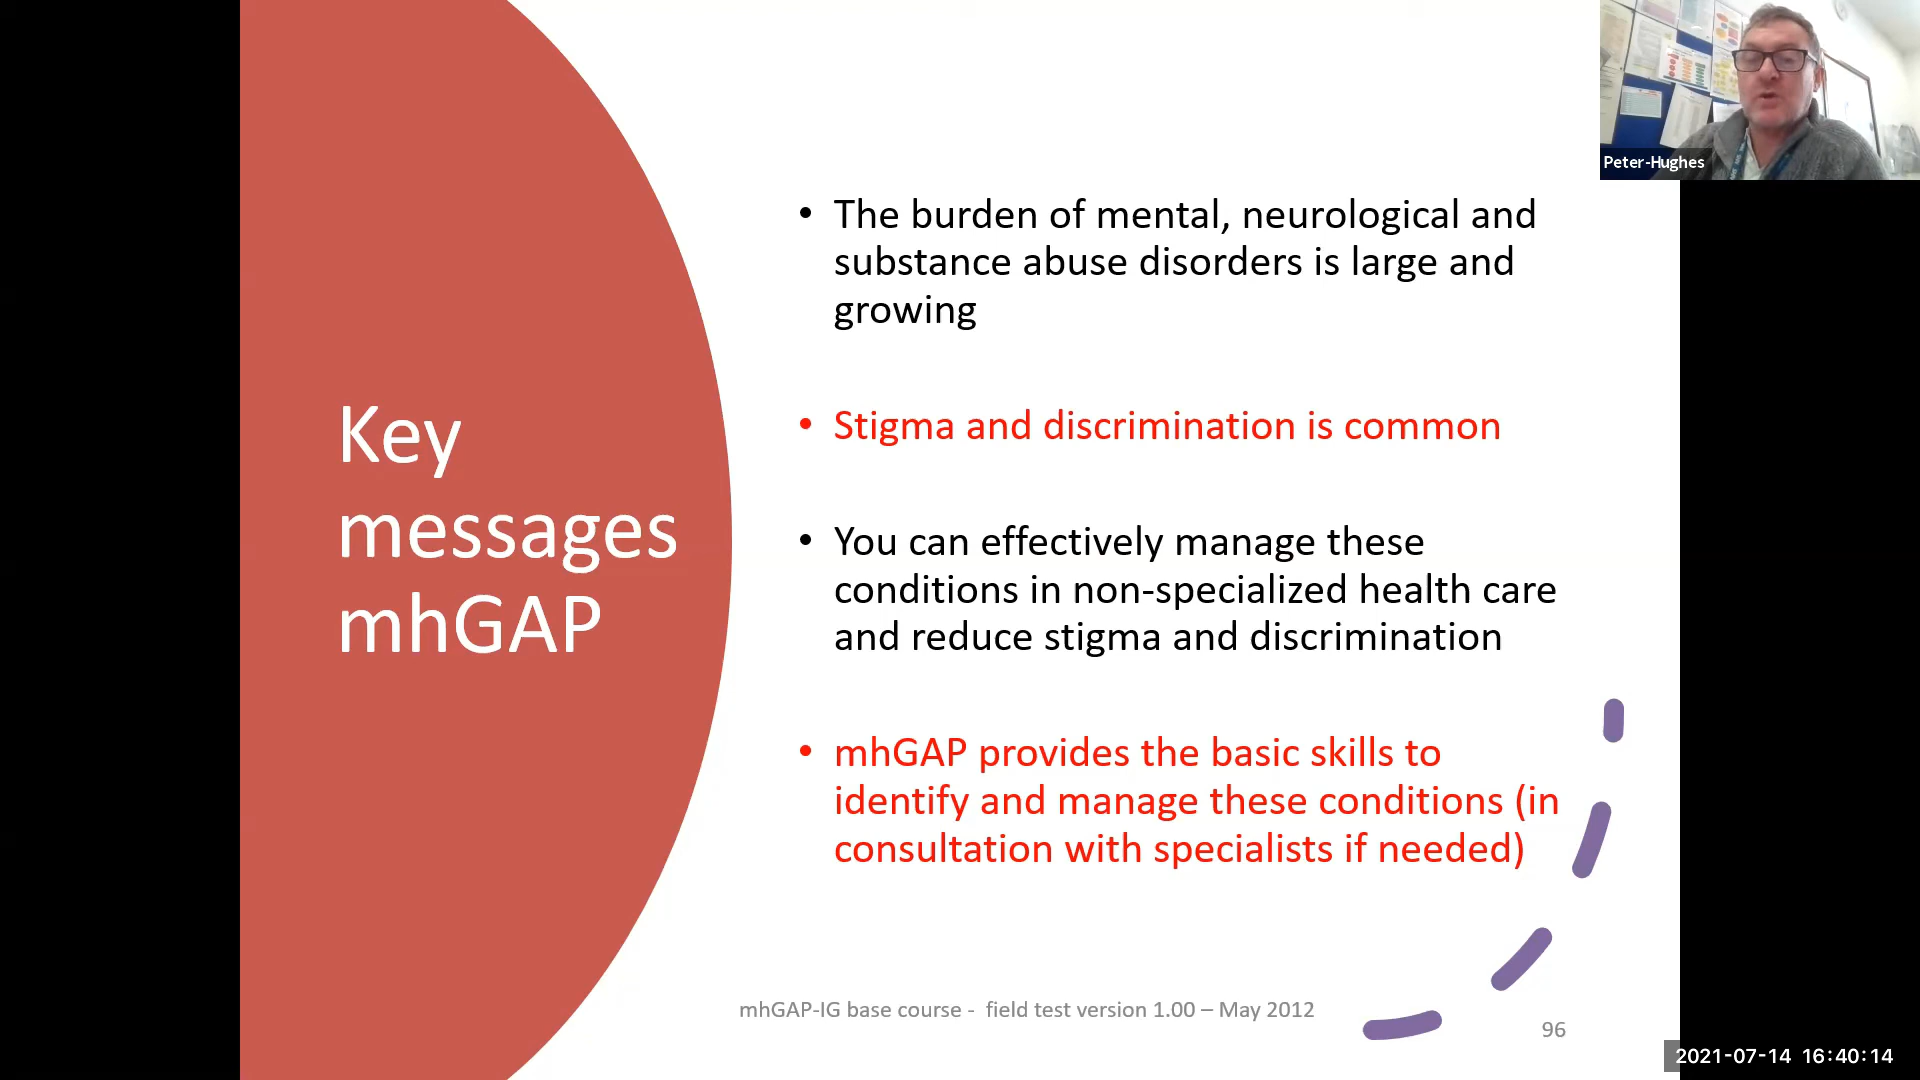 Key
messages
mhGAP
• The burden of mental, neurological and
substance abuse disorders is large and
growing
• Stigma and discrimination is common
• You can effectively manage these
conditions in non-specialized health care
and reduce stigma and discrimination
• mhGAP provides the basic skills to
identify and manage these conditions (in
consultation with specialists if needed)
mhGAP-IG base course - field test version 1.00 – May 2012
96
Peter-Hughes
2021-07-14 16:40:14